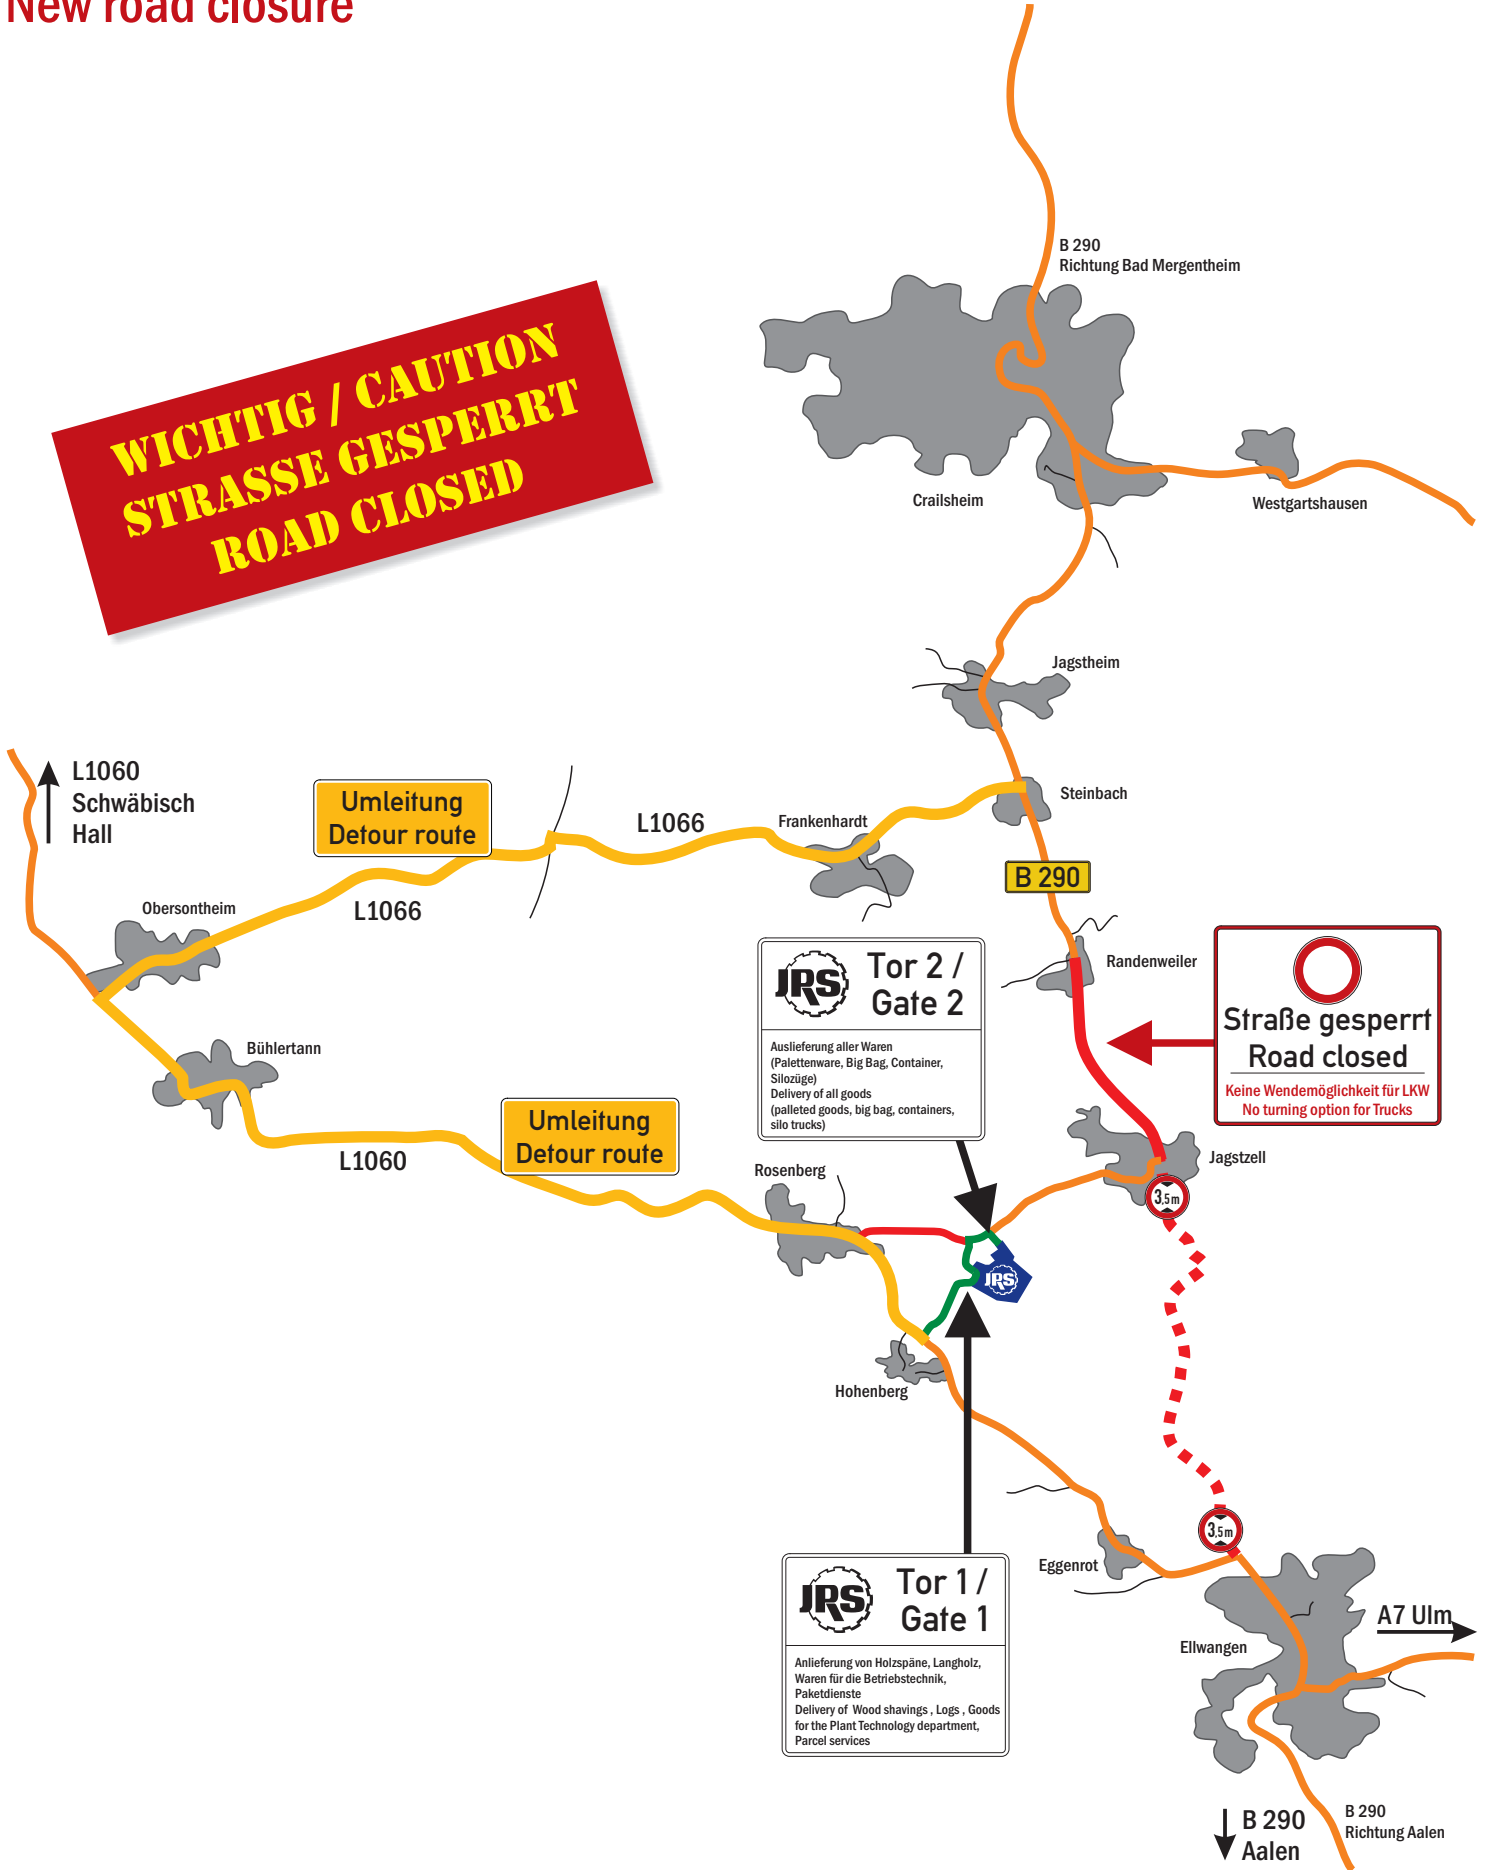 New road closure
B 290
Richtung Bad Mergentheim
WICHTIG / CAUTION
STRASSE GESPERRT
ROAD CLOSED
Crailsheim
Westgartshausen
Jagstheim
L1060
Schwäbisch
Hall
Umleitung
Detour route
L1066
Frankenhardt
Steinbach
B 290
Obersontheim
L1066
JRS
Tor 2 /
Gate 2
Auslieferung aller Waren
(Palettenware, Big Bag, Container,
Silozüge)
Delivery of all goods
(palleted goods, big bag, containers,
silo trucks)
Randenweiler
Straße gesperrt
Road closed
Keine Wendemöglichkeit für LKW
No turning option for Trucks
Bühlertann
Umleitung
Detour route
L1060
Rosenberg
Jagstzell
3,5m
JRS
Hohenberg
3,5m
Eggenrot
JRS
Tor 1 /
Gate 1
Anlieferung von Holzspäne, Langholz,
Waren für die Betriebstechnik,
Paketdienste
Delivery of Wood shavings , Logs , Goods
for the Plant Technology department,
Parcel services
A7 Ulm
Ellwangen
B 290
Aalen
B 290
Richtung Aalen